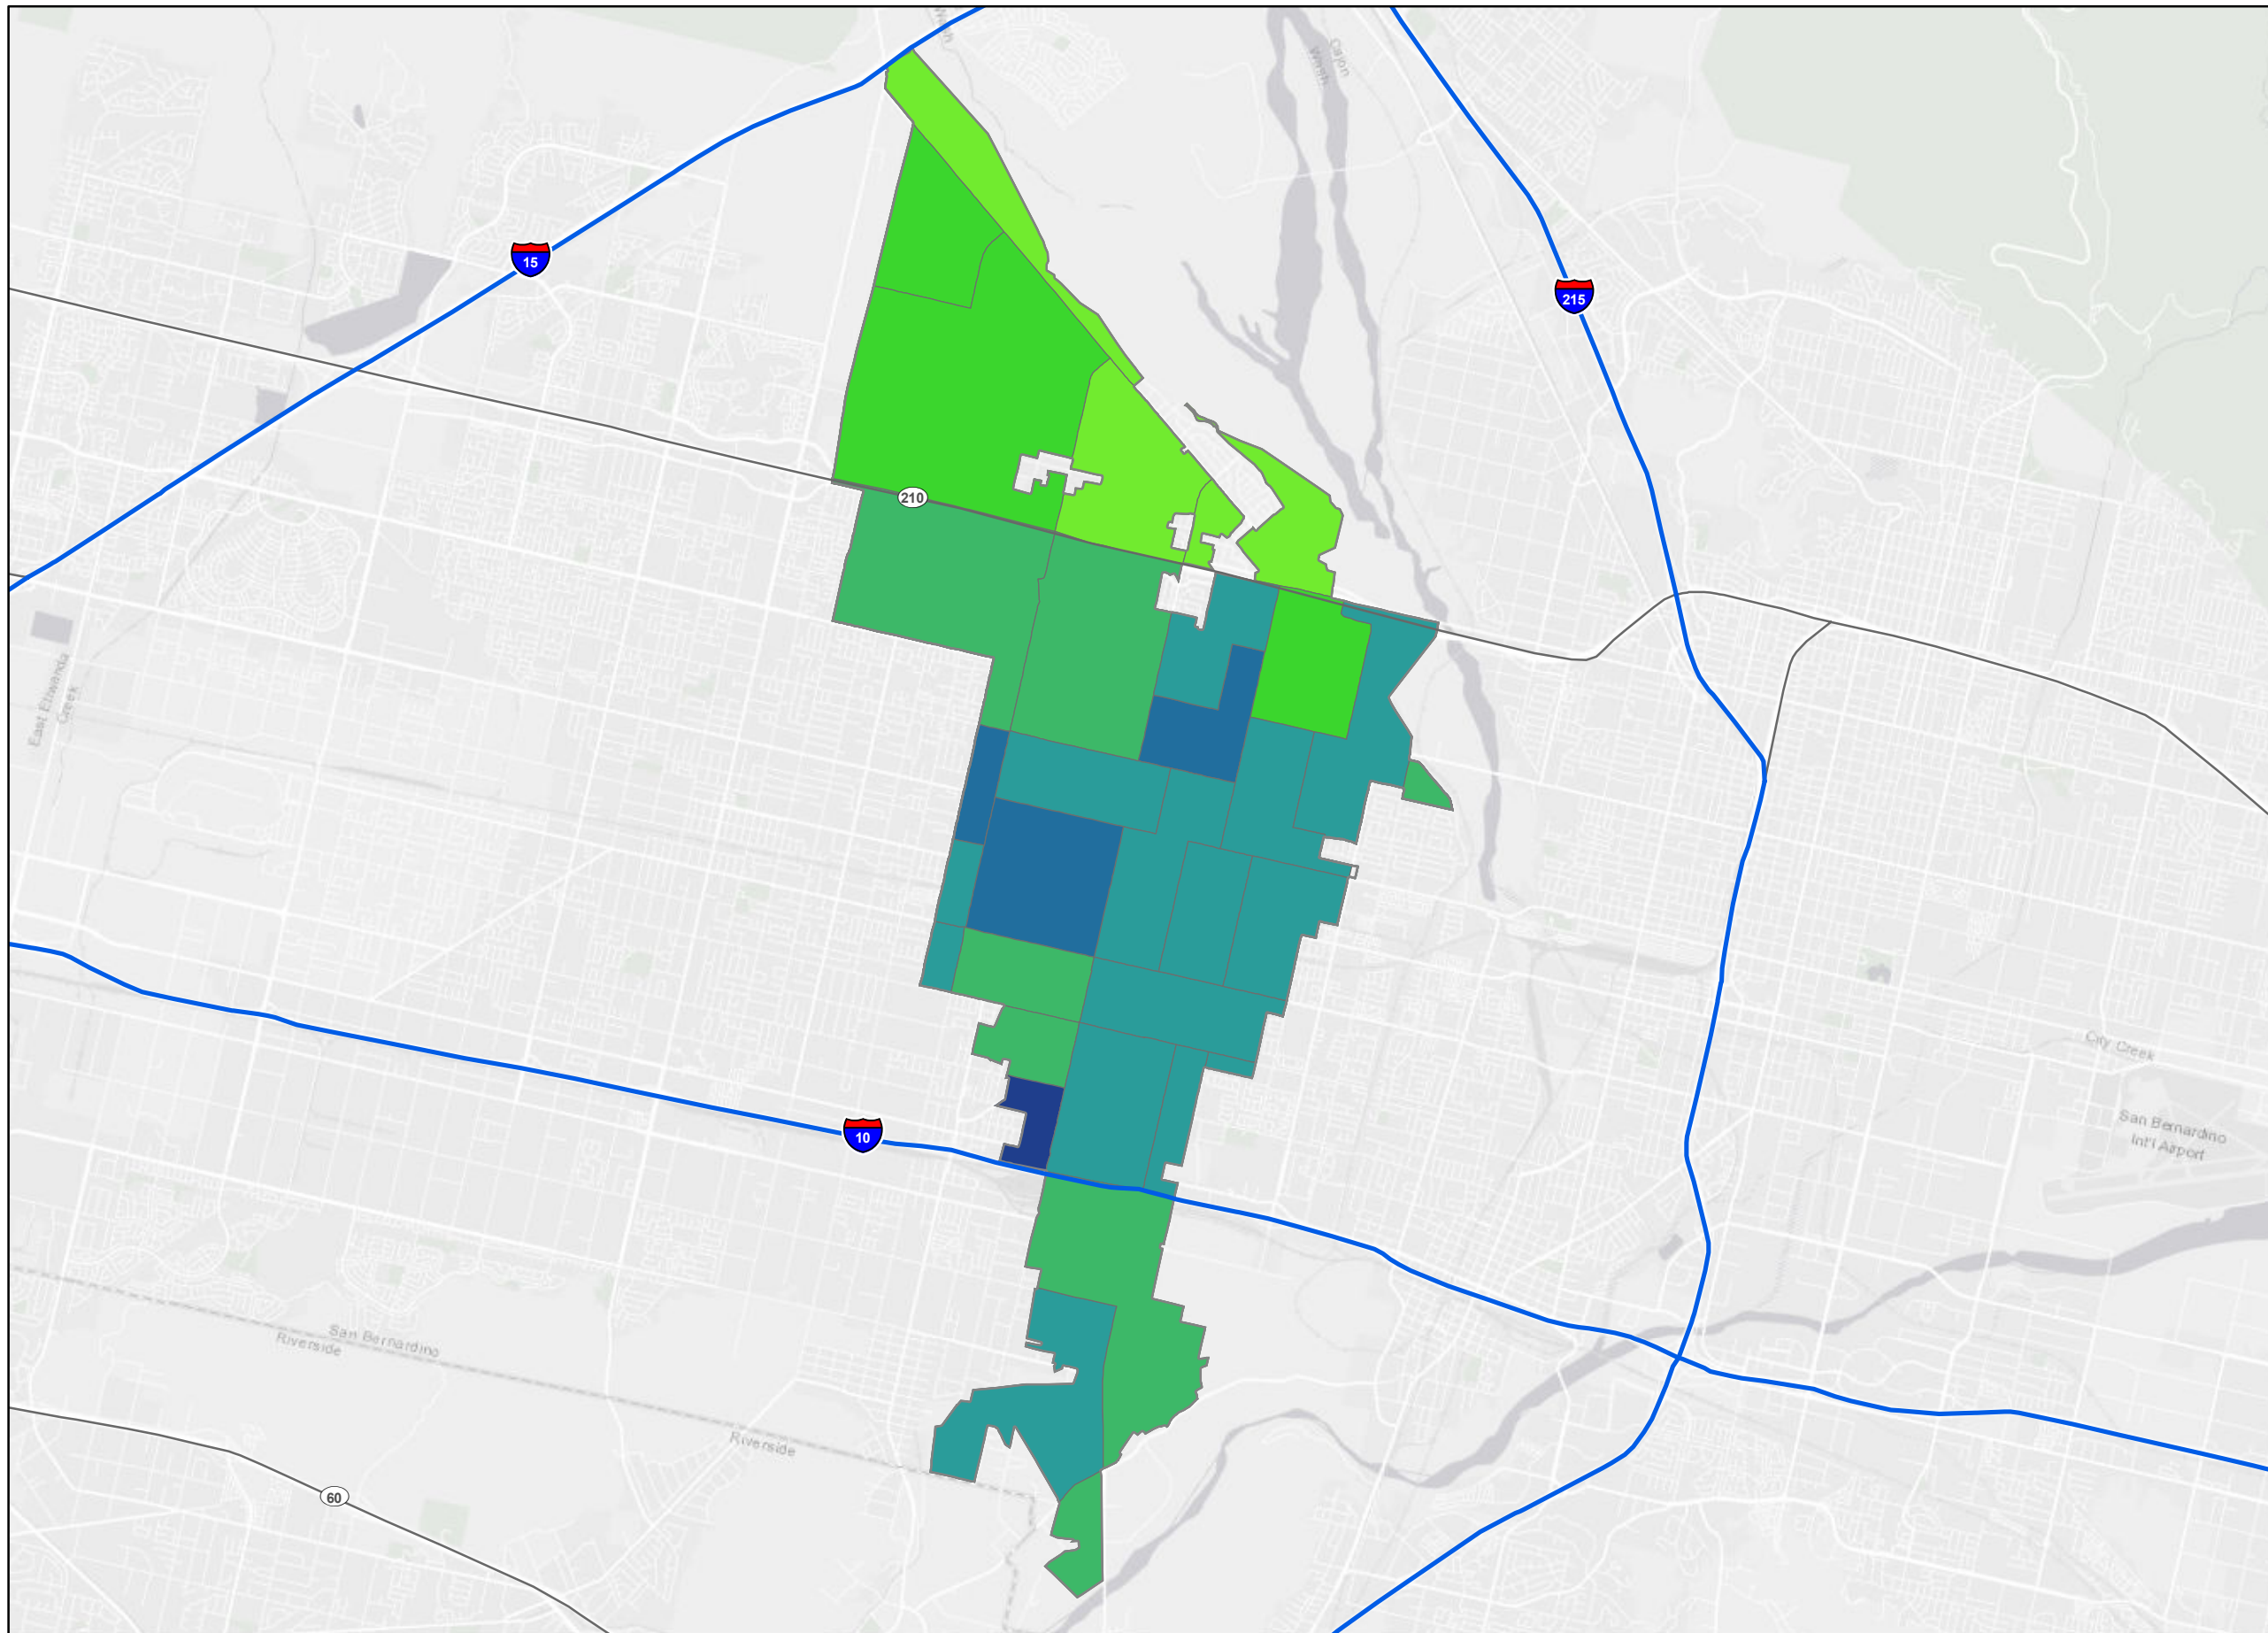 Wash
Cajon
Wash
15
215
210
East Etiwanda
Creek
City Creek
San Bernardino
Int'l Airport
10
San Bernardino
Riverside
Riverside
60